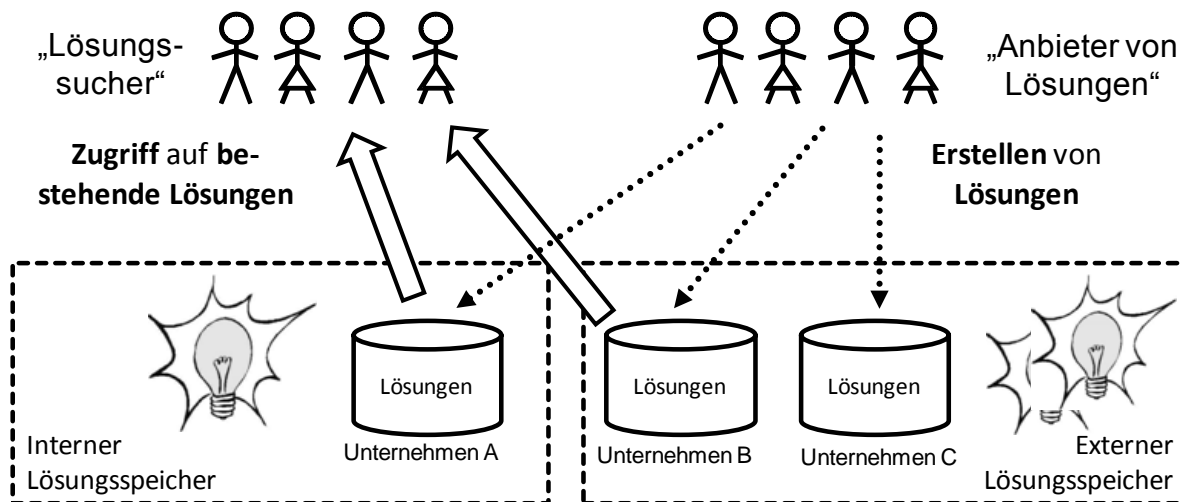 „Lösungs-
sucher“
„Anbieter von
Lösungen“
Zugriff auf be-
stehende Lösungen
Erstellen von
Lösungen
Lösungen
Lösungen
Lösungen
Interner
Lösungsspeicher
Unternehmen A
Unternehmen B
Unternehmen C
Externer
Lösungsspeicher